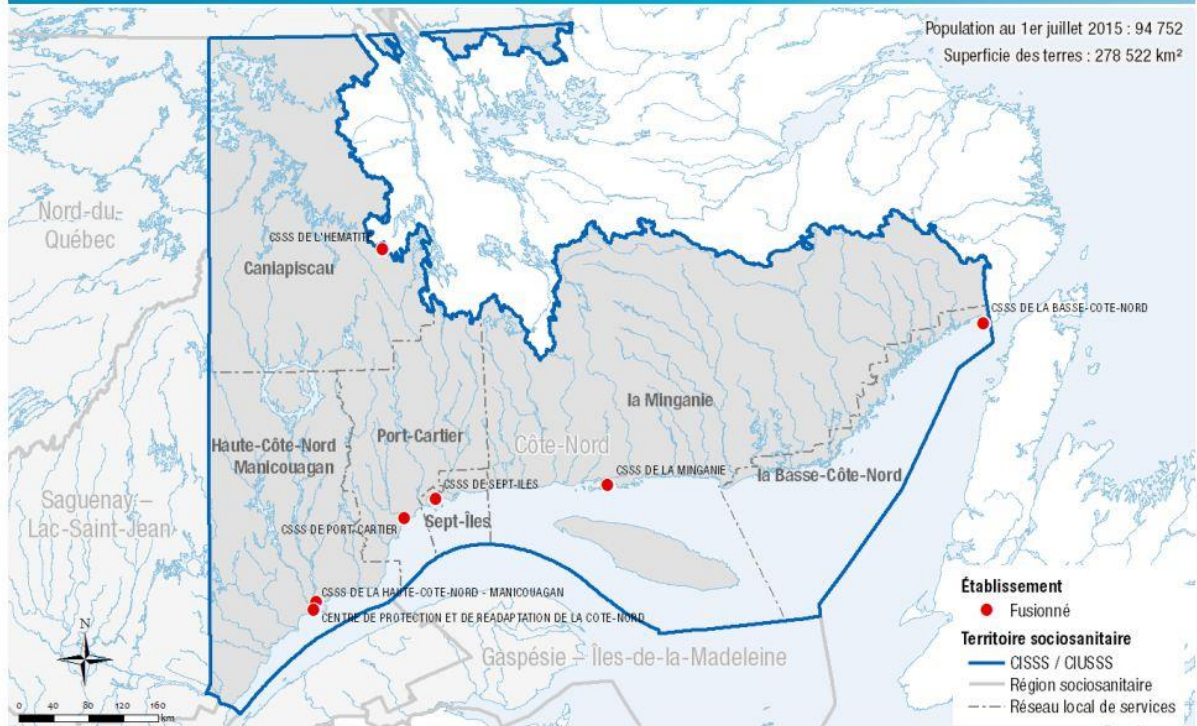 Population au 1er juillet 2015 : 94 752
Superficie des terres : 278 522 km²
Nord-du-
Québec
CSSS DE L'HEMATITE
Caniapiscau
CSSS DE LA BASSE-COTE-NORD
la Minganie
Haute-Côte-Nord
Manicouagan
Port-Cartier
Côte-Nord
CSSS DE LA MINGANIE
la Basse-Côte-Nord
CSSS DE SEPT-ILES
Saguenay –
Lac-Saint-Jean
CSSS DE PORT-CARTIER
Sept-Îles
CSSS DE LA HAUTE-COTE-NORD - MANICOUAGAN
CENTRE DE PROTECTION ET DE READAPTATION DE LA COTE-NORD
Gaspésie – Îles-de-la-Madeleine
Établissement
Fusionné
Territoire sociosanitaire
CISSS / CIUSSS
Région sociosanitaire
Réseau local de services
N
0 40 80 120 160
km